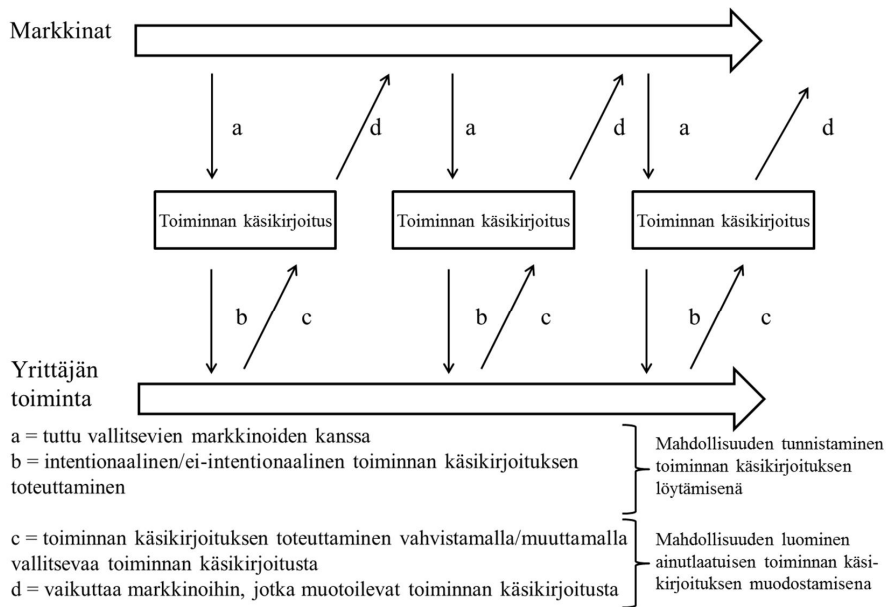 Markkinat
a
d
a
d
a
d
Toiminnan käsikirjoitus
Toiminnan käsikirjoitus
Toiminnan käsikirjoitus
b
c
b
c
b
c
Yrittäjän
toiminta
a = tuttu vallitsevien markkinoiden kanssa
b = intentionaalinen/ei-intentionaalinen toiminnan käsikirjoituksen
toteuttaminen
Mahdollisuuden tunnistaminen
toiminnan käsikirjoituksen
löytämisenä
c = toiminnan käsikirjoituksen toteuttaminen vahvistamalla/muuttamalla
vallitsevaa toiminnan käsikirjoitusta
d = vaikuttaa markkinoihin, jotka muotoilevat toiminnan käsikirjoitusta
Mahdollisuuden luominen
ainutlaatuisen toiminnan käsi-
kirjoituksen muodostamisena